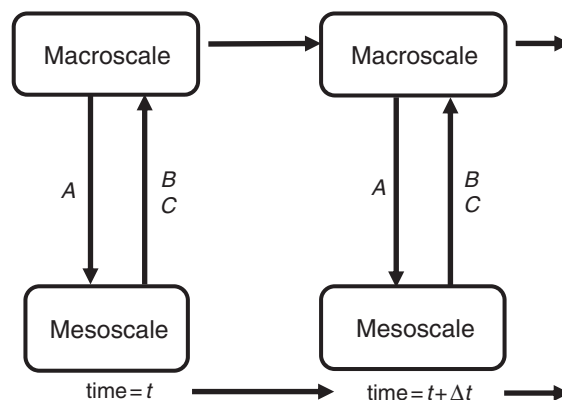 Macroscale
Macroscale
A
B
C
A
B
C
Mesoscale
Mesoscale
time = t
time = t + Δt